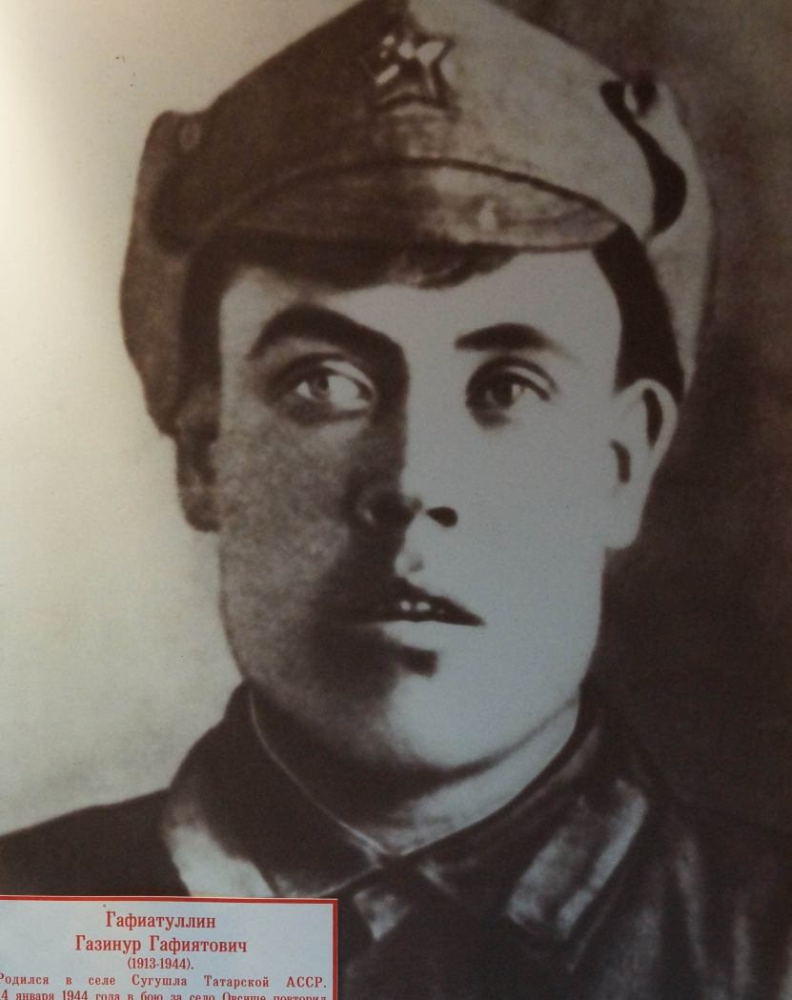 Гафиатуллин
Газинур Гафиятович
(1913-1944).
Родился в селе Сугушла Татарской АССР.
4 января 1944 года в бою за село Овсище повторил